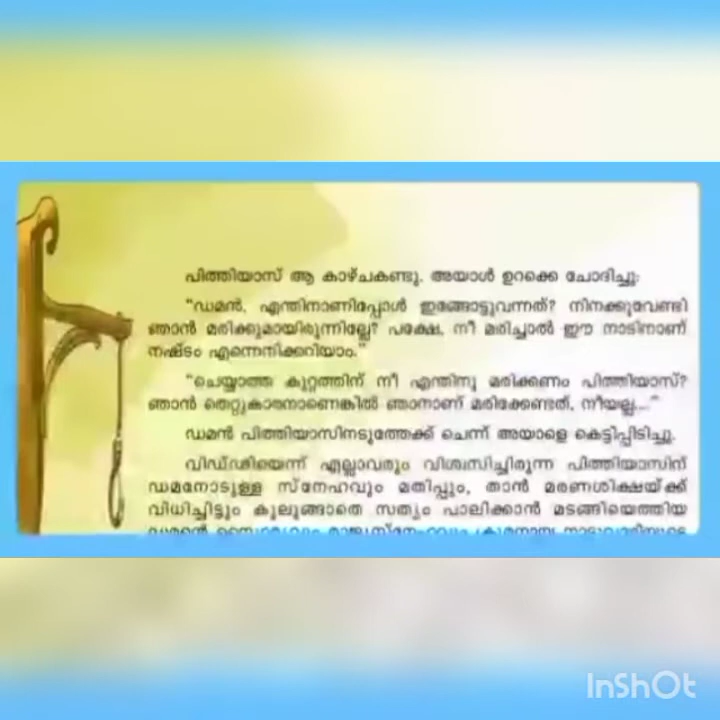 പിത്തിയാസ് ആ കാഴ്ചകണ്ടു. അയാൾ ഉറക്കെ ചോദിച്ചു:
"ഡമൻ, എന്തിനാണിപ്പോൾ ഇങ്ങോട്ടുവന്നത്? നിനക്കുവേണ്ടി
ഞാൻ മരിക്കുമായിരുന്നില്ലേ? പക്ഷേ, നീ മരിച്ചാൽ ഈ നാടിനാണ്
നഷ്ടം എന്നെനിക്കറിയാം."
"ചെയ്യാത്ത കുറ്റത്തിന് നീ എന്തിനു മരിക്കണം പിത്തിയാസ്?
ഞാൻ തെറ്റുകാരനാണെങ്കിൽ ഞാനാണ് മരിക്കേണ്ടത്, നീയല്ല..."
ഡമൻ പിത്തിയാസിനടുത്തേക്ക് ചെന്ന് അയാളെ കെട്ടിപ്പിടിച്ചു.
വിഡ്ഢിയെന്ന് എല്ലാവരും വിശ്വസിച്ചിരുന്ന പിത്തിയാസിന്
ഡമനോടുള്ള സ്നേഹവും മതിപ്പും, താൻ മരണശിക്ഷയ്ക്ക്
വിധിച്ചിട്ടും കുലുങ്ങാതെ സത്യം പാലിക്കാൻ മടങ്ങിയെത്തിയ
InShOt